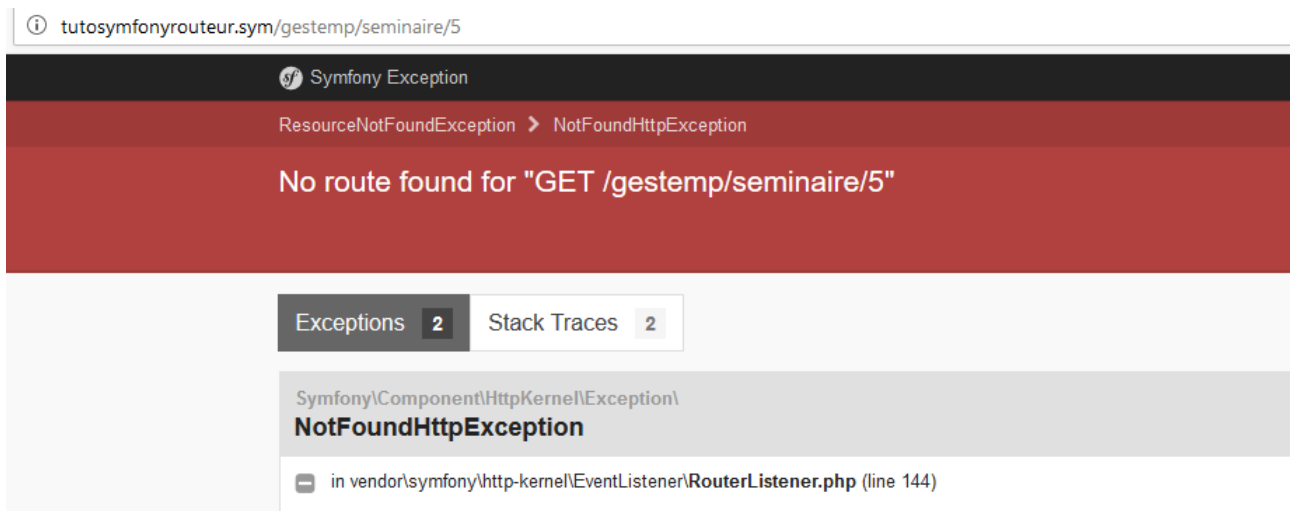 tutosymfonyrouteur.sym/gestemp/seminaire/5
sf Symfony Exception
ResourceNotFoundException > NotFoundHttpException
No route found for "GET /gestemp/seminaire/5"
Exceptions 2 Stack Traces 2
Symfony\Component\HttpKernel\Exception\
NotFoundHttpException
in vendor\symfony\http-kernel\EventListener\RouterListener.php (line 144)